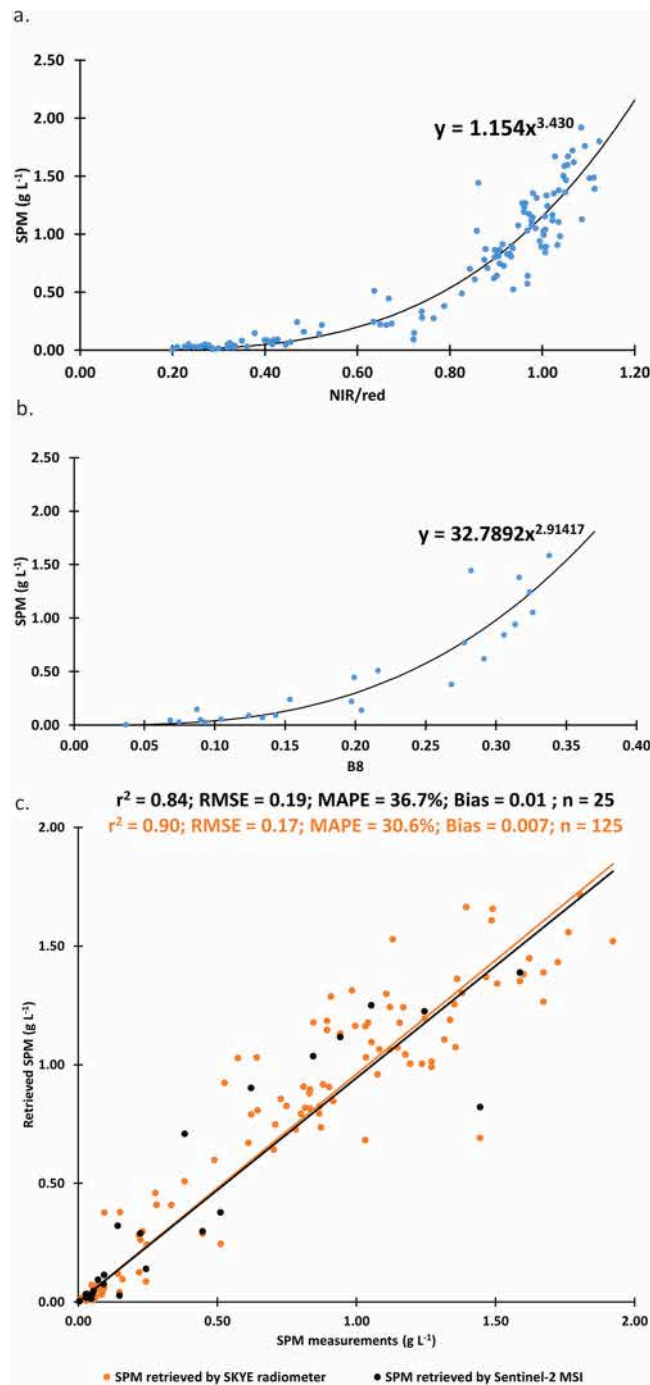 a.
2.50
2.00
1.50
1.00
0.50
0.00
SPM (g L⁻¹)
y = 1.154x³·⁴³⁰
0.00 0.20 0.40 0.60 0.80 1.00 1.20
NIR/red
b.
2.50
2.00
1.50
1.00
0.50
0.00
SPM (g L⁻¹)
y = 32.7892x²·⁹¹⁴¹⁷
0.00 0.05 0.10 0.15 0.20 0.25 0.30 0.35 0.40
B8
c.
r² = 0.84; RMSE = 0.19; MAPE = 36.7%; Bias = 0.01 ; n = 25
r² = 0.90; RMSE = 0.17; MAPE = 30.6%; Bias = 0.007; n = 125
2.00
1.50
1.00
0.50
0.00
Retrieved SPM (g L⁻¹)
0.00 0.50 1.00 1.50 2.00
SPM measurements (g L⁻¹)
SPM retrieved by SKYE radiometer
SPM retrieved by Sentinel-2 MSI